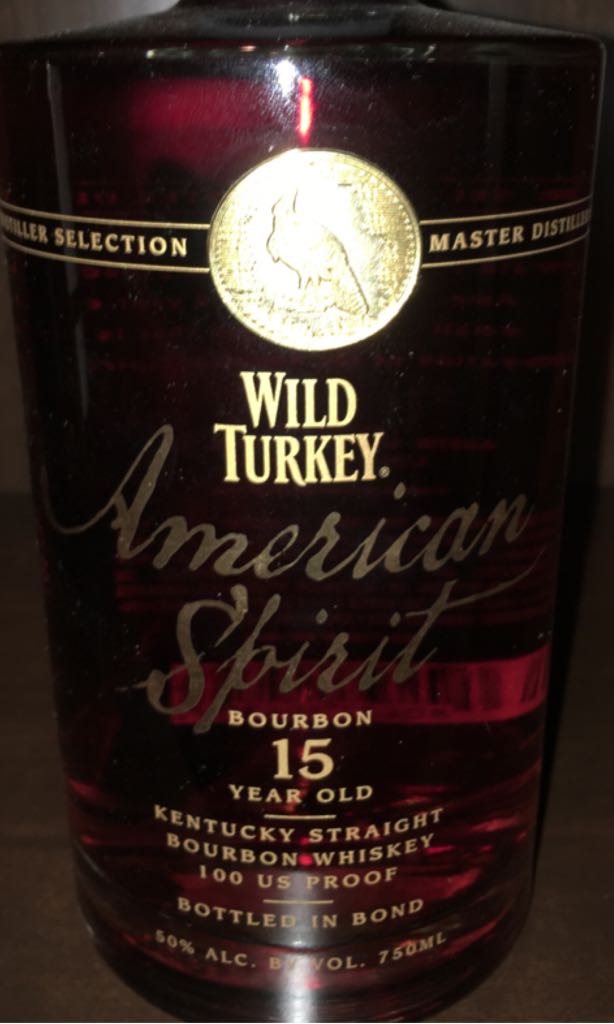 SELECTION
MASTER
WILD
TURKEY®
American
Spirit
BOURBON
15
YEAR OLD
KENTUCKY STRAIGHT
BOURBON WHISKEY
100 US PROOF
BOTTLED IN BOND
50% ALC. BY VOL. 750ML